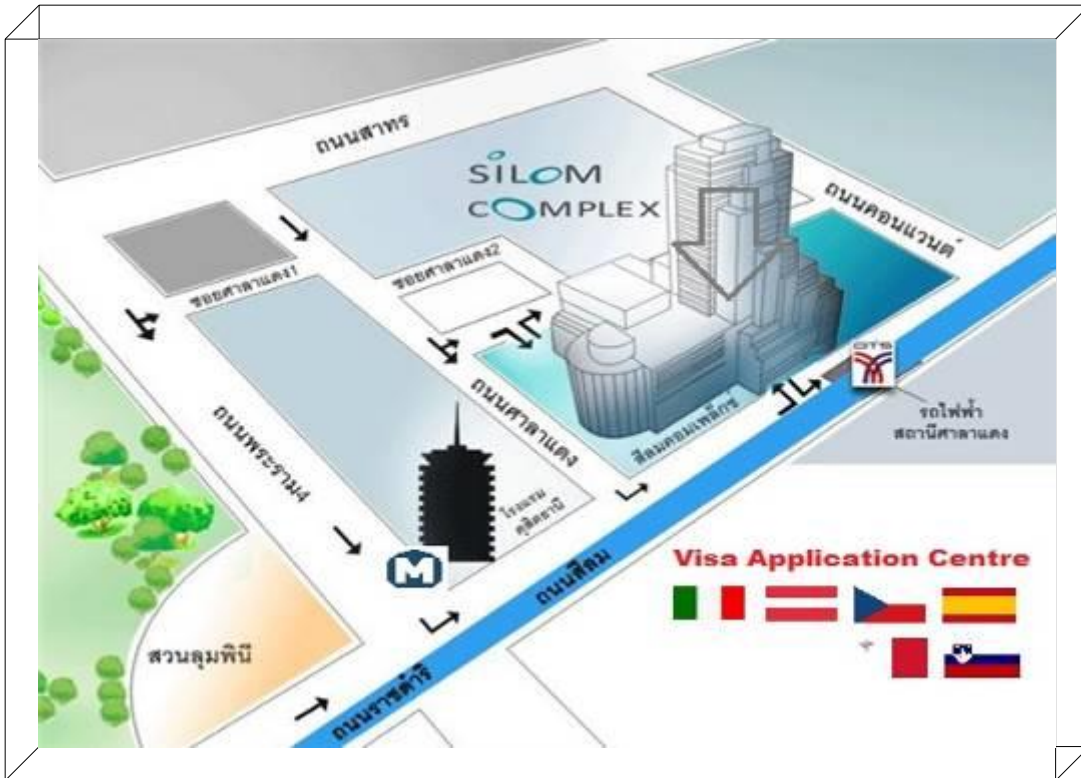 ถนนสาทร
SILOM
COMPLEX
ถนนคอนแวนต์
ซอยศาลาแดง1
ซอยศาลาแดง2
BTS
รถไฟฟ้า
สถานีศาลาแดง
ถนนศาลาแดง
สีลมคอมเพล็กซ์
ถนนพระราม4
โรงแรม
ดุสิตธานี
M
ถนนสีลม
Visa Application Centre
สวนลุมพินี
ถนนราชดำริ